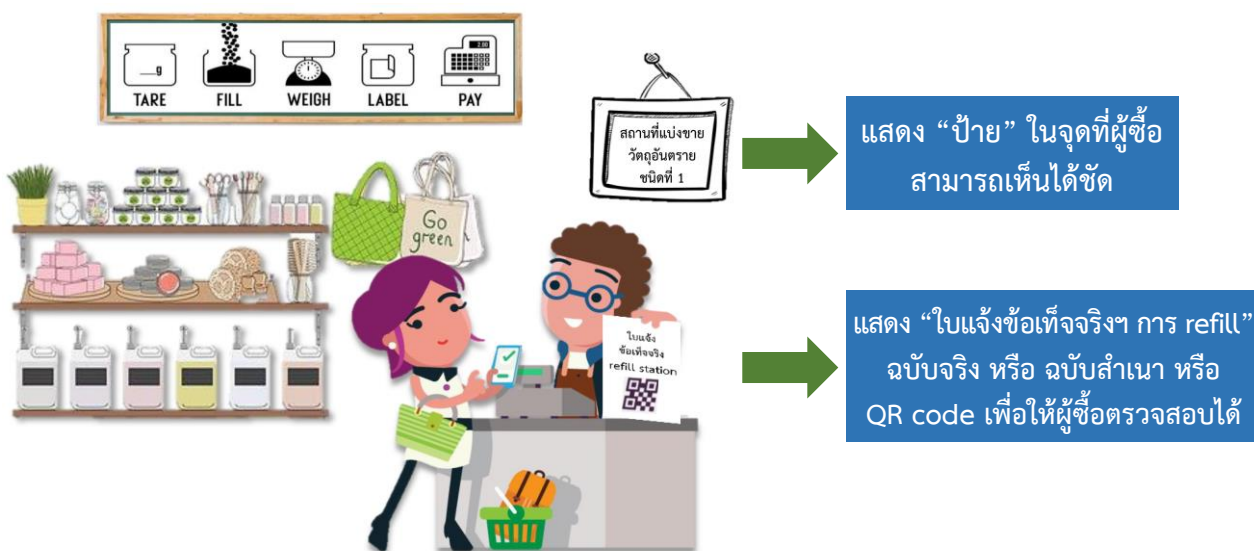 TARE FILL WEIGH LABEL PAY
สถานที่แบ่งขาย
วัตถุอันตราย
ชนิดที่ 1
แสดง “ป้าย” ในจุดที่ผู้ซื้อ
สามารถเห็นได้ชัด
Go
green
ใบแจ้ง
ข้อเท็จจริง
refill station
แสดง “ใบแจ้งข้อเท็จจริงฯ การ refill”
ฉบับจริง หรือ ฉบับสำเนา หรือ
QR code เพื่อให้ผู้ซื้อตรวจสอบได้